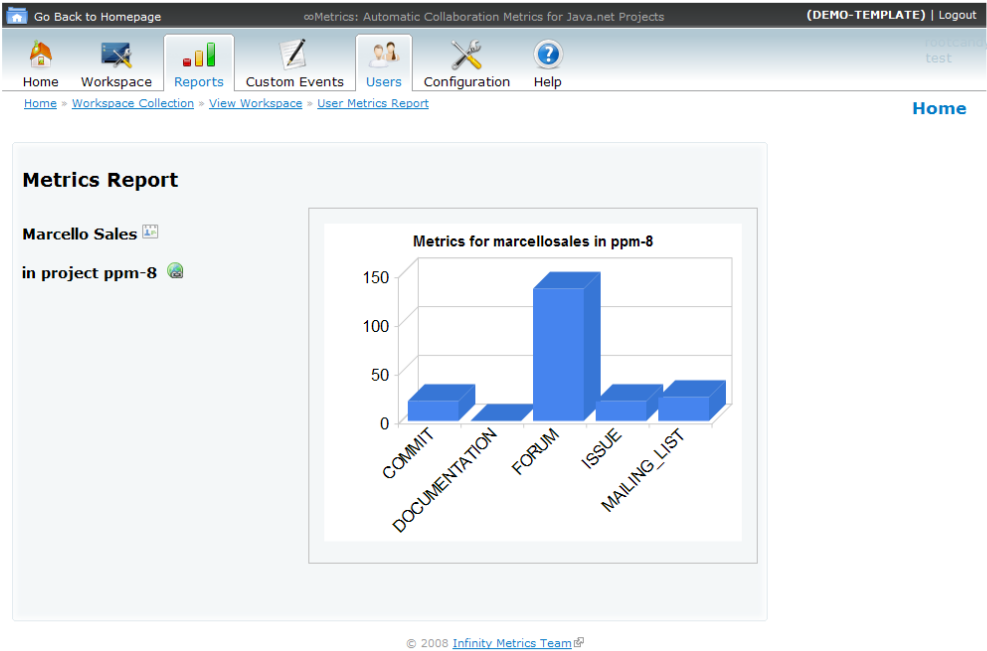 Go Back to Homepage
∞Metrics: Automatic Collaboration Metrics for Java.net Projects
(DEMO-TEMPLATE) | Logout
test
Home Workspace Reports Custom Events Users Configuration Help
Home » Workspace Collection » View Workspace » User Metrics Report
Home
Metrics Report
Marcello Sales
in project ppm-8
Metrics for marcellosales in ppm-8
150
100
50
0
COMMIT
DOCUMENTATION
FORUM
ISSUE
MAILING_LIST
© 2008 Infinity Metrics Team